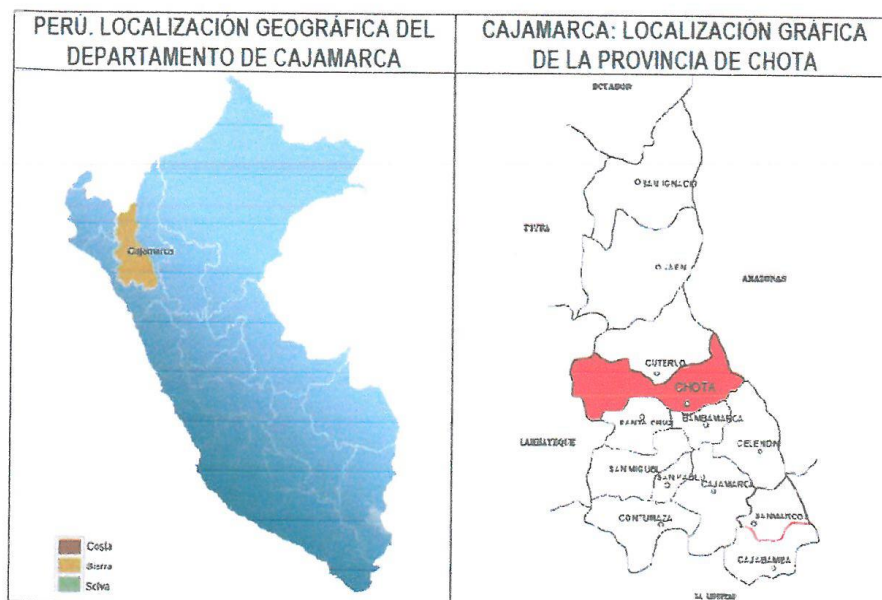 PERÚ. LOCALIZACIÓN GEOGRÁFICA DEL
DEPARTAMENTO DE CAJAMARCA
CAJAMARCA: LOCALIZACIÓN GRÁFICA
DE LA PROVINCIA DE CHOTA
Cajamarca
Costa
Sierra
Selva
ECUADOR
SAN IGNACIO
PIURA
JAEN
AMAZONAS
CUTERVO
CHOTA
SANTA CRUZ
BAMBAMARCA
LAMBAYEQUE
CELENDIN
SAN MIGUEL
SAN PABLO
CAJAMARCA
CONTUMAZA
SAN MARCOS
CAJABAMBA
LA LIBERTAD